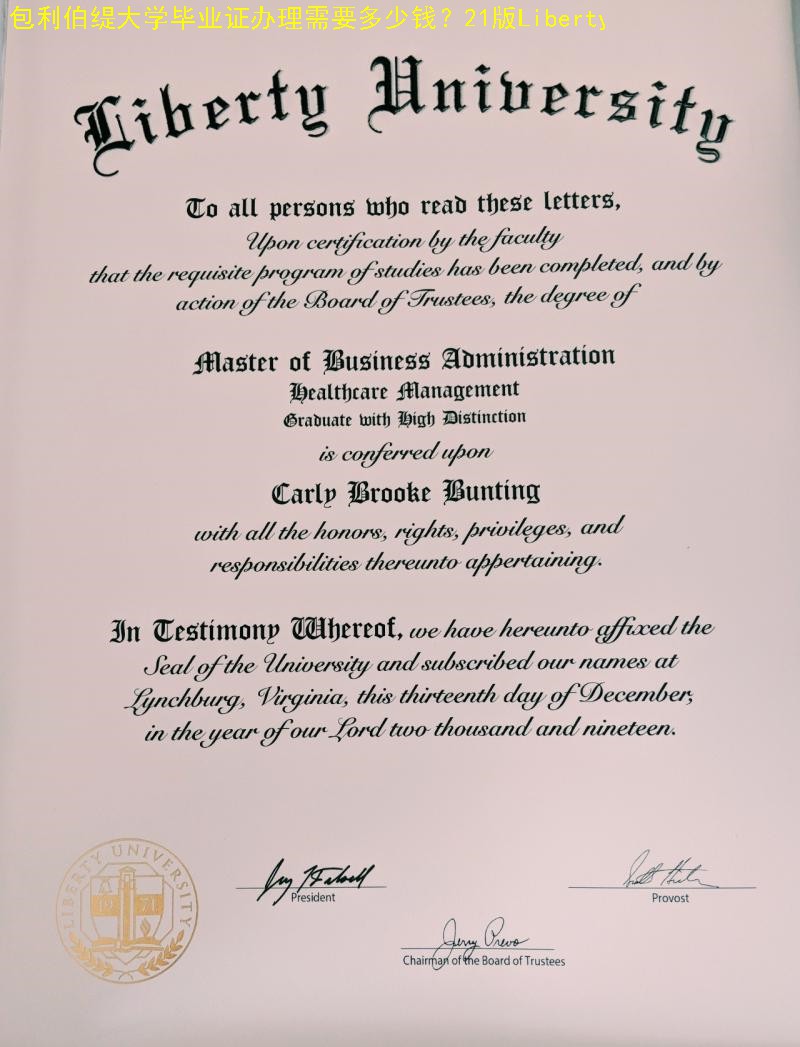 包利伯缇大学毕业证办理需要多少钱？21版Liberty
Liberty University
To all persons who read these letters,
Upon certification by the faculty
that the requisite program of studies has been completed, and by
action of the Board of Trustees, the degree of
Master of Business Administration
Healthcare Management
Graduate with High Distinction
is conferred upon
Carly Brooke Bunting
with all the honors, rights, privileges, and
responsibilities thereunto appertaining.
In Testimony Whereof, we have hereunto affixed the
Seal of the University and subscribed our names at
Lynchburg, Virginia, this thirteenth day of December,
in the year of our Lord two thousand and nineteen.
LIBERTY UNIVERSITY
1971
President
Provost
Jerry Prevo
Chairman of the Board of Trustees